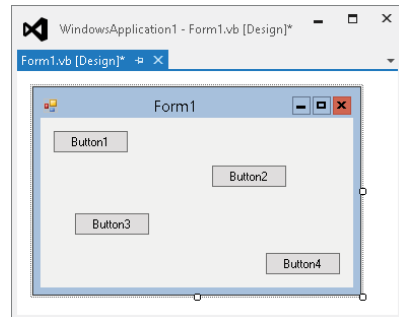 WindowsApplication1 - Form1.vb [Design]*
Form1.vb [Design]*
Form1
Button1
Button2
Button3
Button4